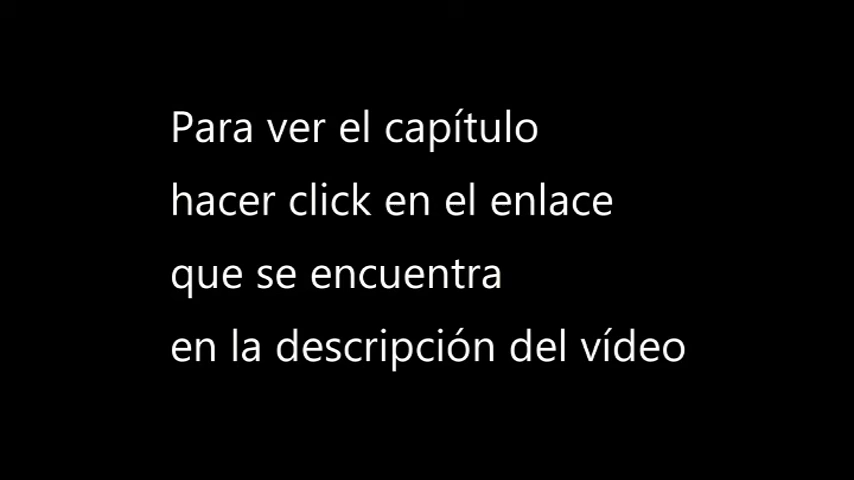 Para ver el capítulo
hacer click en el enlace
que se encuentra
en la descripción del vídeo